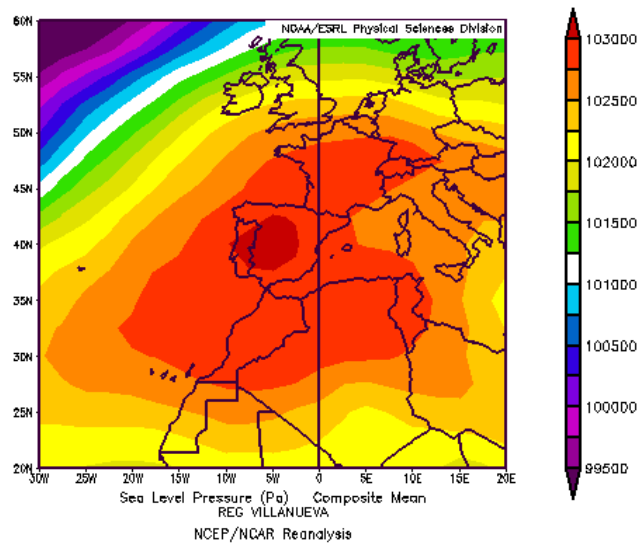 NOAA/ESRL Physical Sciences Division
60N
55N
50N
45N
40N
35N
30N
25N
20N
30W 25W 20W 15W 10W 5W 0 5E 10E 15E 20E
103000
102500
102000
101500
101000
100500
100000
99500
Sea Level Pressure (Pa) Composite Mean
REG VILLANUEVA
NCEP/NCAR Reanalysis